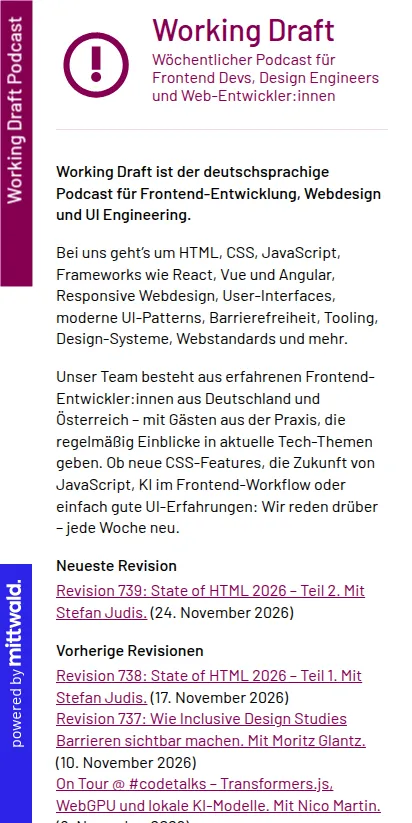 Working Draft Podcast
Working Draft
Wöchentlicher Podcast für
Frontend Devs, Design Engineers
und Web-Entwickler:innen
Working Draft ist der deutschsprachige
Podcast für Frontend-Entwicklung, Webdesign
und UI Engineering.
Bei uns geht’s um HTML, CSS, JavaScript,
Frameworks wie React, Vue und Angular,
Responsive Webdesign, User-Interfaces,
moderne UI-Patterns, Barrierefreiheit, Tooling,
Design-Systeme, Webstandards und mehr.
Unser Team besteht aus erfahrenen Frontend-
Entwickler:innen aus Deutschland und
Österreich – mit Gästen aus der Praxis, die
regelmäßig Einblicke in aktuelle Tech-Themen
geben. Ob neue CSS-Features, die Zukunft von
JavaScript, KI im Frontend-Workflow oder
einfach gute UI-Erfahrungen: Wir reden drüber
– jede Woche neu.
Neueste Revision
Revision 739: State of HTML 2026 – Teil 2. Mit
Stefan Judis. (24. November 2026)
Vorherige Revisionen
Revision 738: State of HTML 2026 – Teil 1. Mit
Stefan Judis. (17. November 2026)
Revision 737: Wie Inclusive Design Studies
Barrieren sichtbar machen. Mit Moritz Glantz.
(10. November 2026)
On Tour @ #codetalks – Transformers.js,
WebGPU und lokale KI-Modelle. Mit Nico Martin.
powered by mittwald.